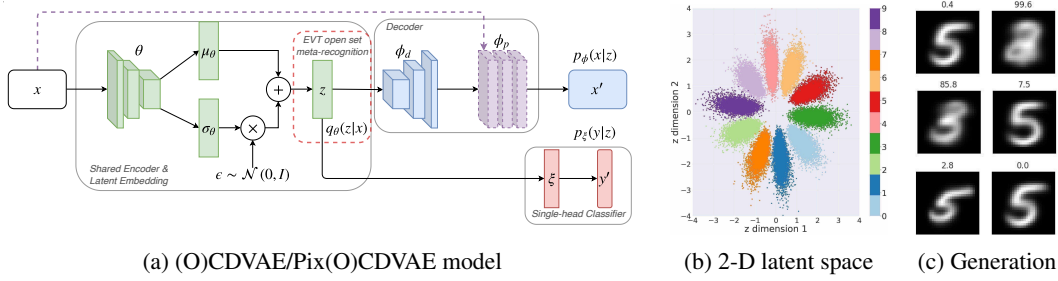 x
θ
μθ
σθ
×
+
ϵ ∼ N(0, I)
Shared Encoder &
Latent Embedding
EVT open set
meta-recognition
z
qθ(z|x)
Decoder
ϕd
ϕp
pϕ(x|z)
x′
pξ(y|z)
ξ
y′
Single-head Classifier
(a) (O)CDVAE/Pix(O)CDVAE model
z dimension 2
4
3
2
1
0
−1
−2
−3
−4
−4 −3 −2 −1 0 1 2 3 4
z dimension 1
9
8
7
6
5
4
3
2
1
0
(b) 2-D latent space
0.4 99.6
85.8 7.5
2.8 0.0
(c) Generation